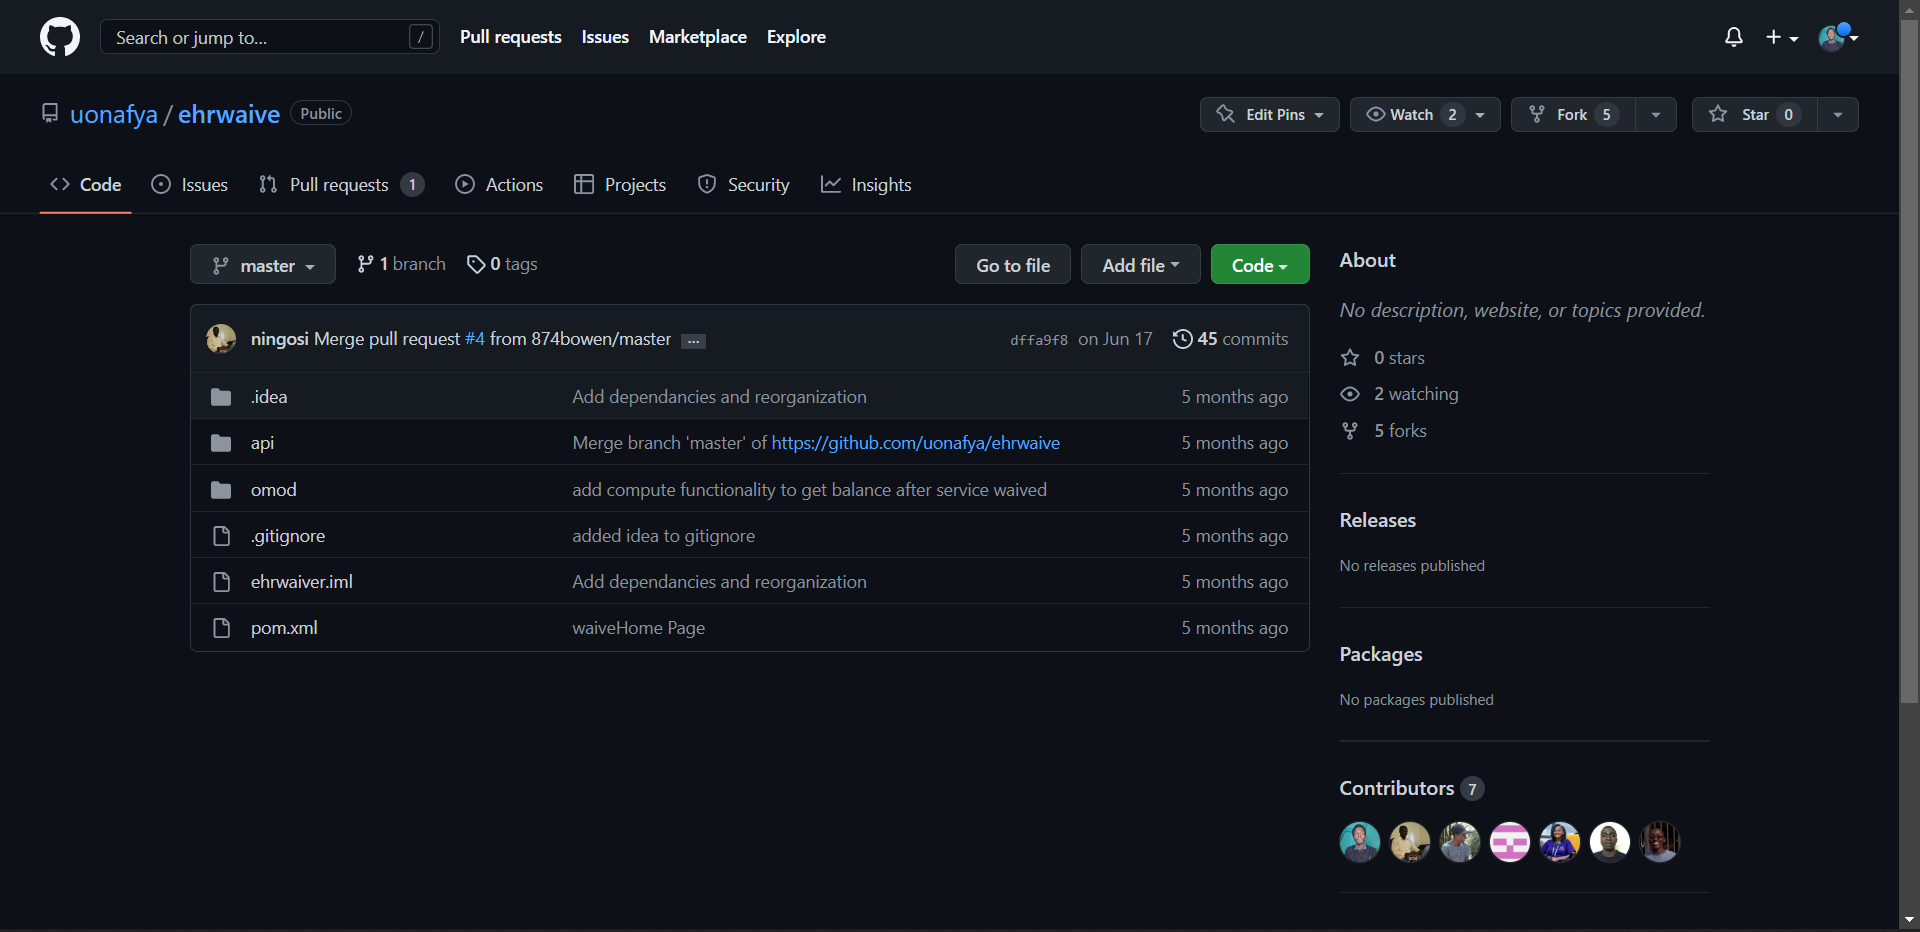 Search or jump to... /
Pull requests Issues Marketplace Explore
uonafya / ehrwaive Public
Edit Pins Watch 2 Fork 5 Star 0
Code Issues Pull requests 1 Actions Projects Security Insights
master 1 branch 0 tags Go to file Add file Code
ningosi Merge pull request #4 from 874bowen/master ... dffa9f8 on Jun 17 45 commits
.idea Add dependancies and reorganization 5 months ago
api Merge branch 'master' of https://github.com/uonafya/ehrwaive 5 months ago
omod add compute functionality to get balance after service waived 5 months ago
.gitignore added idea to gitignore 5 months ago
ehrwaiver.iml Add dependancies and reorganization 5 months ago
pom.xml waiveHome Page 5 months ago
About
No description, website, or topics provided.
0 stars
2 watching
5 forks
Releases
No releases published
Packages
No packages published
Contributors 7